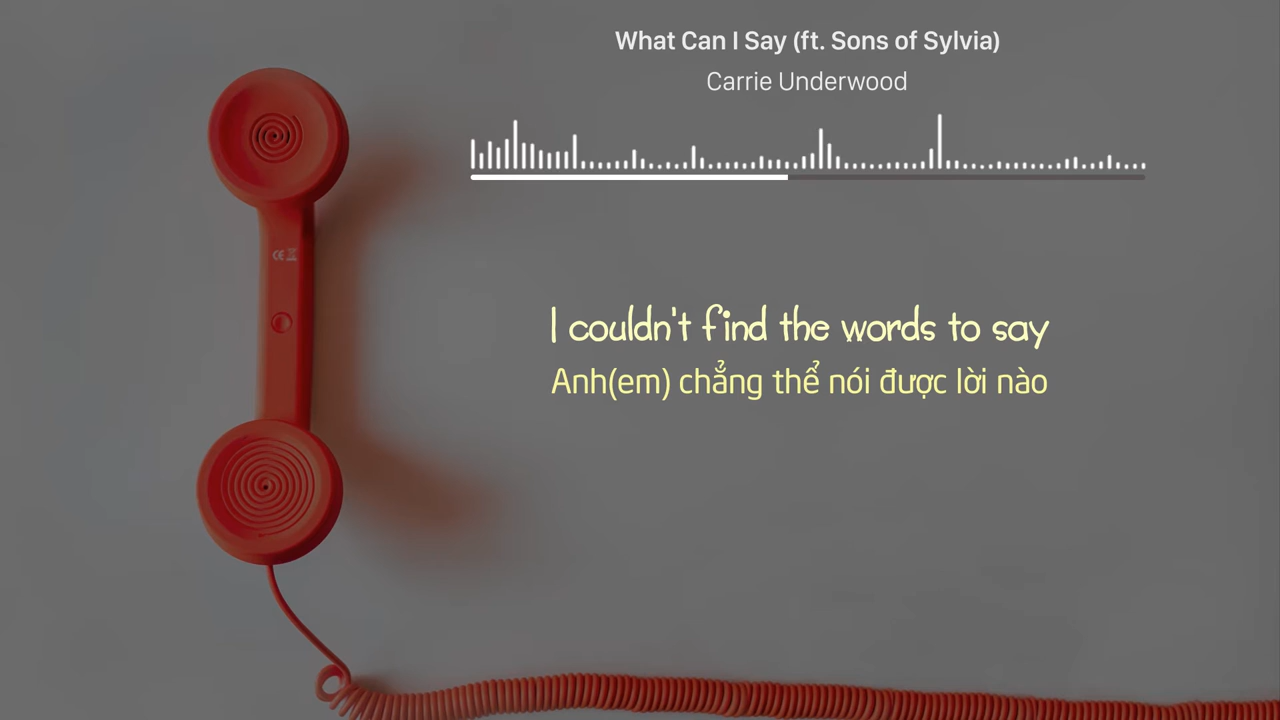 What Can I Say (ft. Sons of Sylvia)
Carrie Underwood
CE
I couldn't find the words to say
Anh(em) chẳng thể nói được lời nào